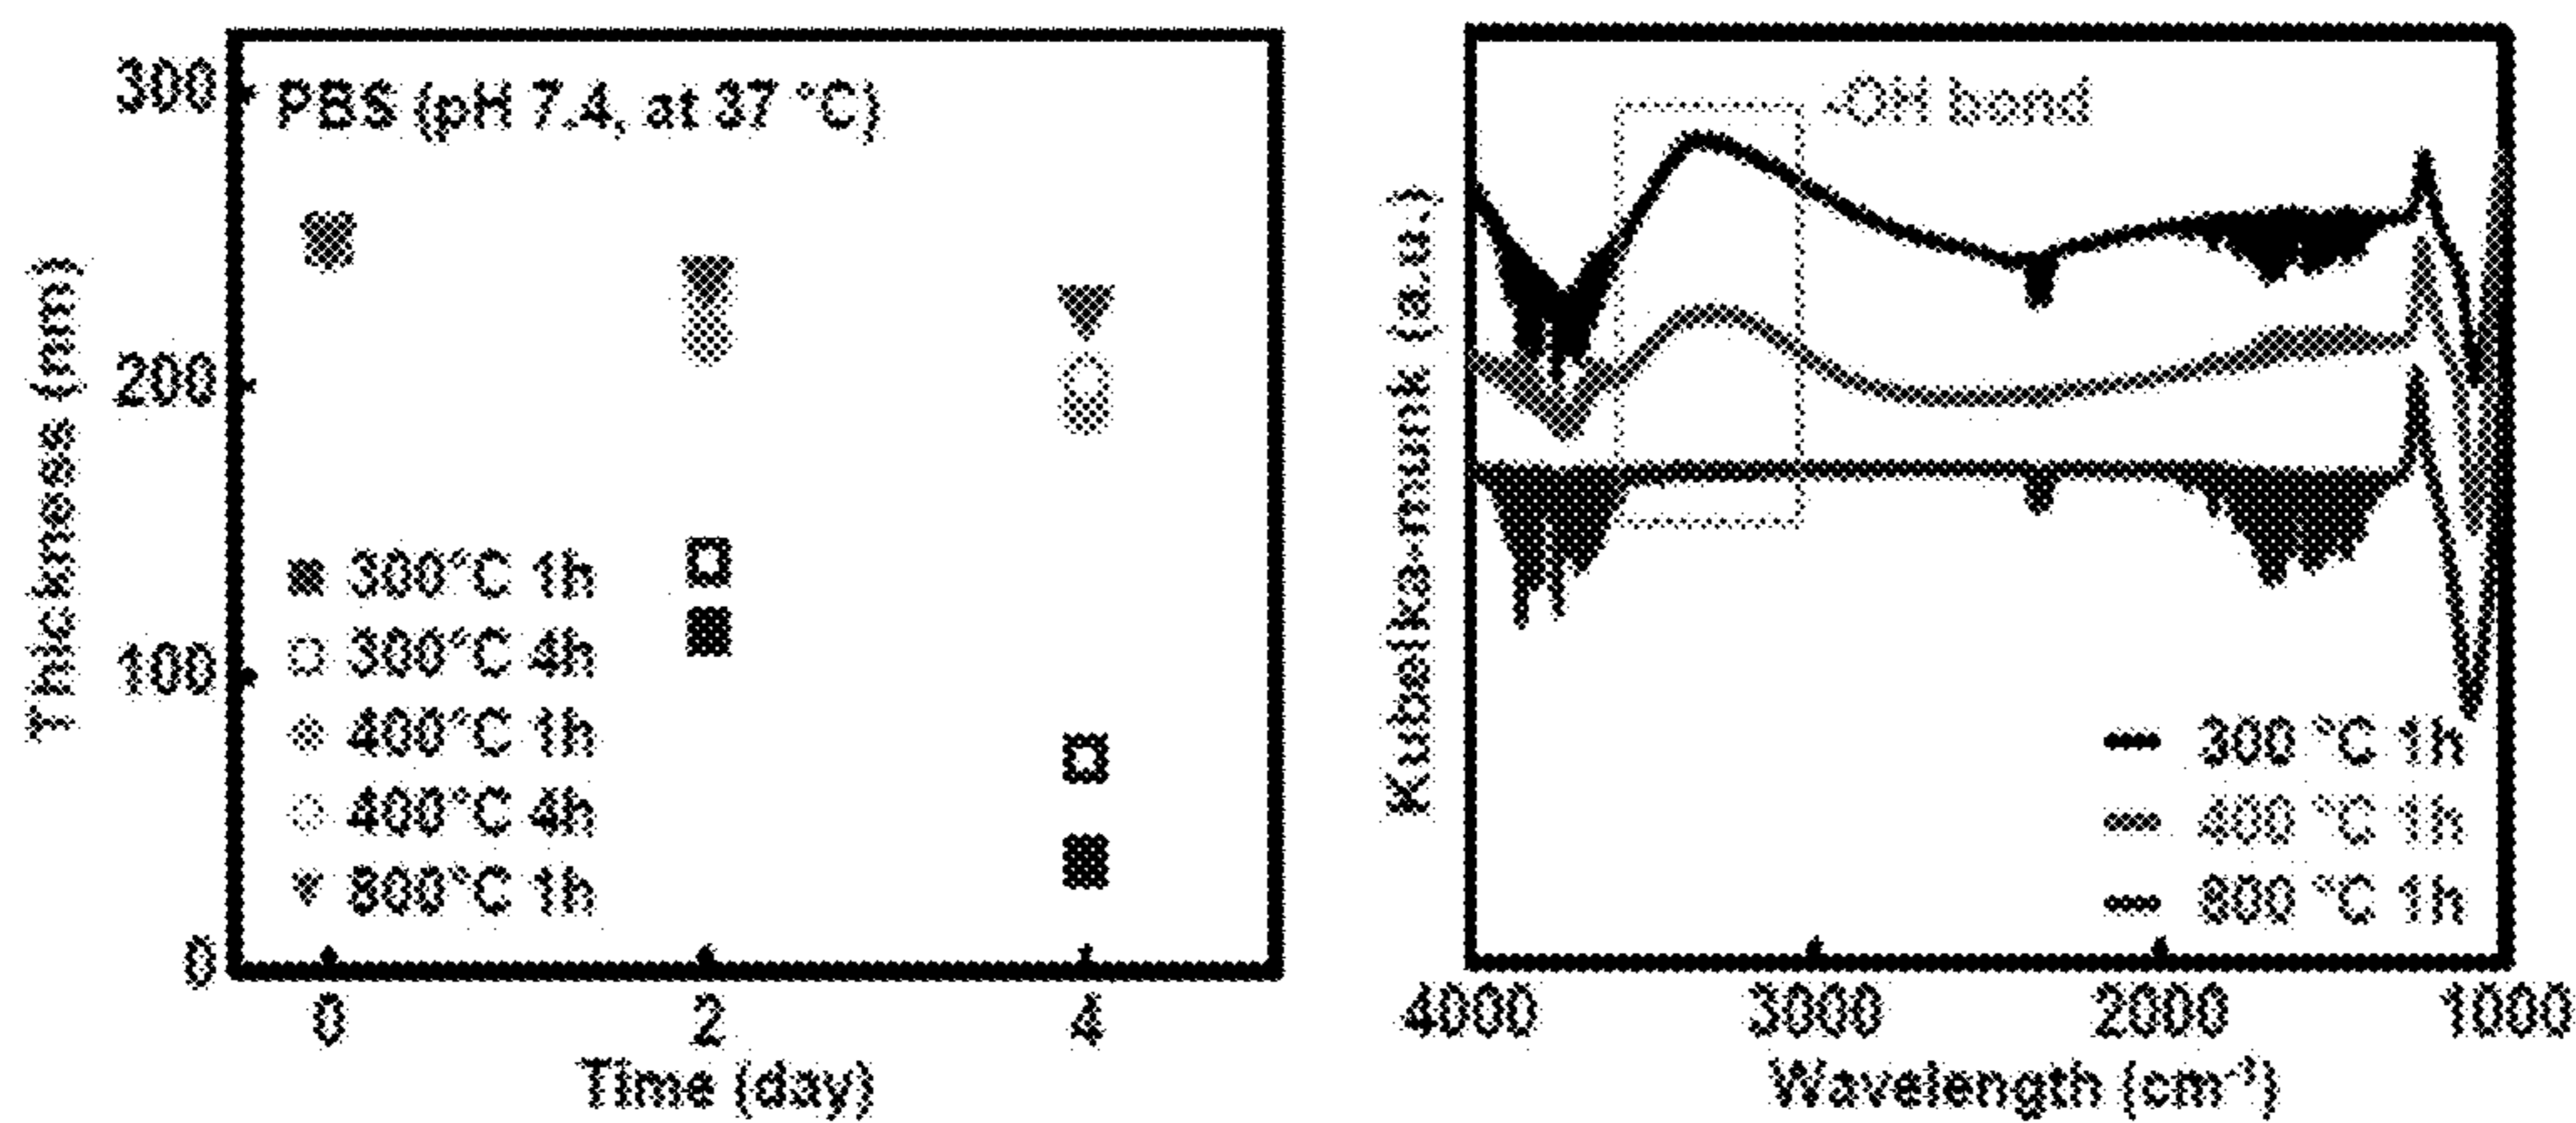 300
200
100
0
Thickness (nm)
PBS (pH 7.4, at 37 °C)
300°C 1h
300°C 4h
400°C 1h
400°C 4h
800°C 1h
0 2 4
Time (day)
Kubelka-munk (a.u.)
-OH bond
300 °C 1h
400 °C 1h
800 °C 1h
4000 3000 2000 1000
Wavelength (cm⁻¹)